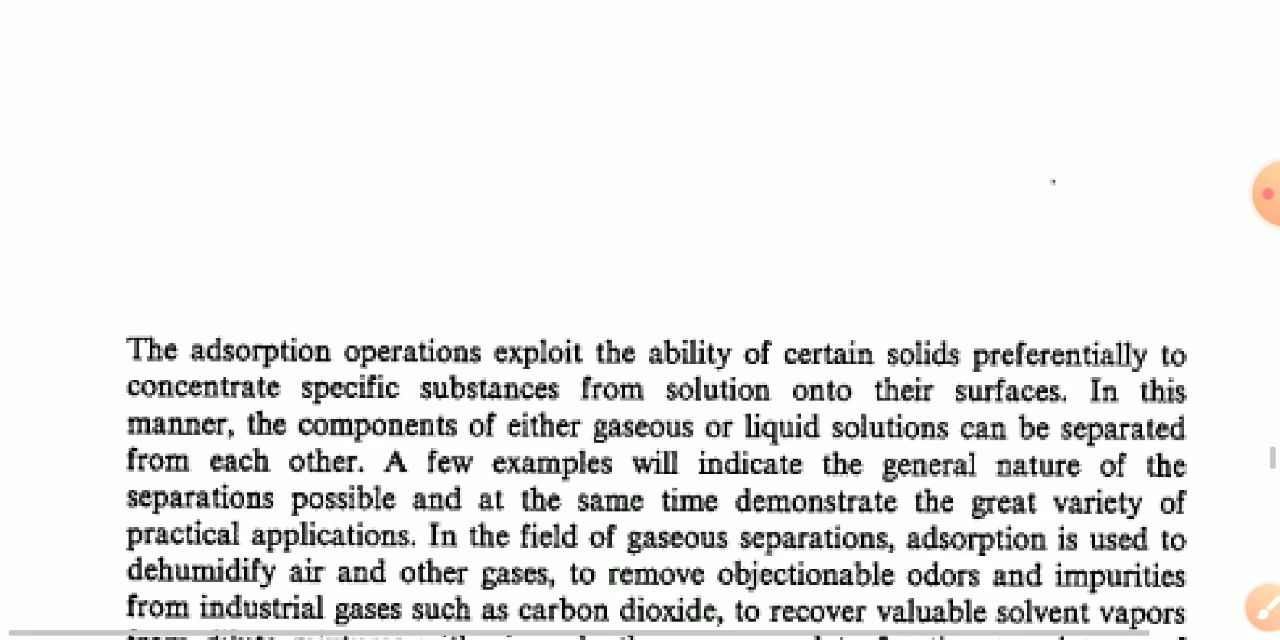 The adsorption operations exploit the ability of certain solids preferentially to
concentrate specific substances from solution onto their surfaces. In this
manner, the components of either gaseous or liquid solutions can be separated
from each other. A few examples will indicate the general nature of the
separations possible and at the same time demonstrate the great variety of
practical applications. In the field of gaseous separations, adsorption is used to
dehumidify air and other gases, to remove objectionable odors and impurities
from industrial gases such as carbon dioxide, to recover valuable solvent vapors